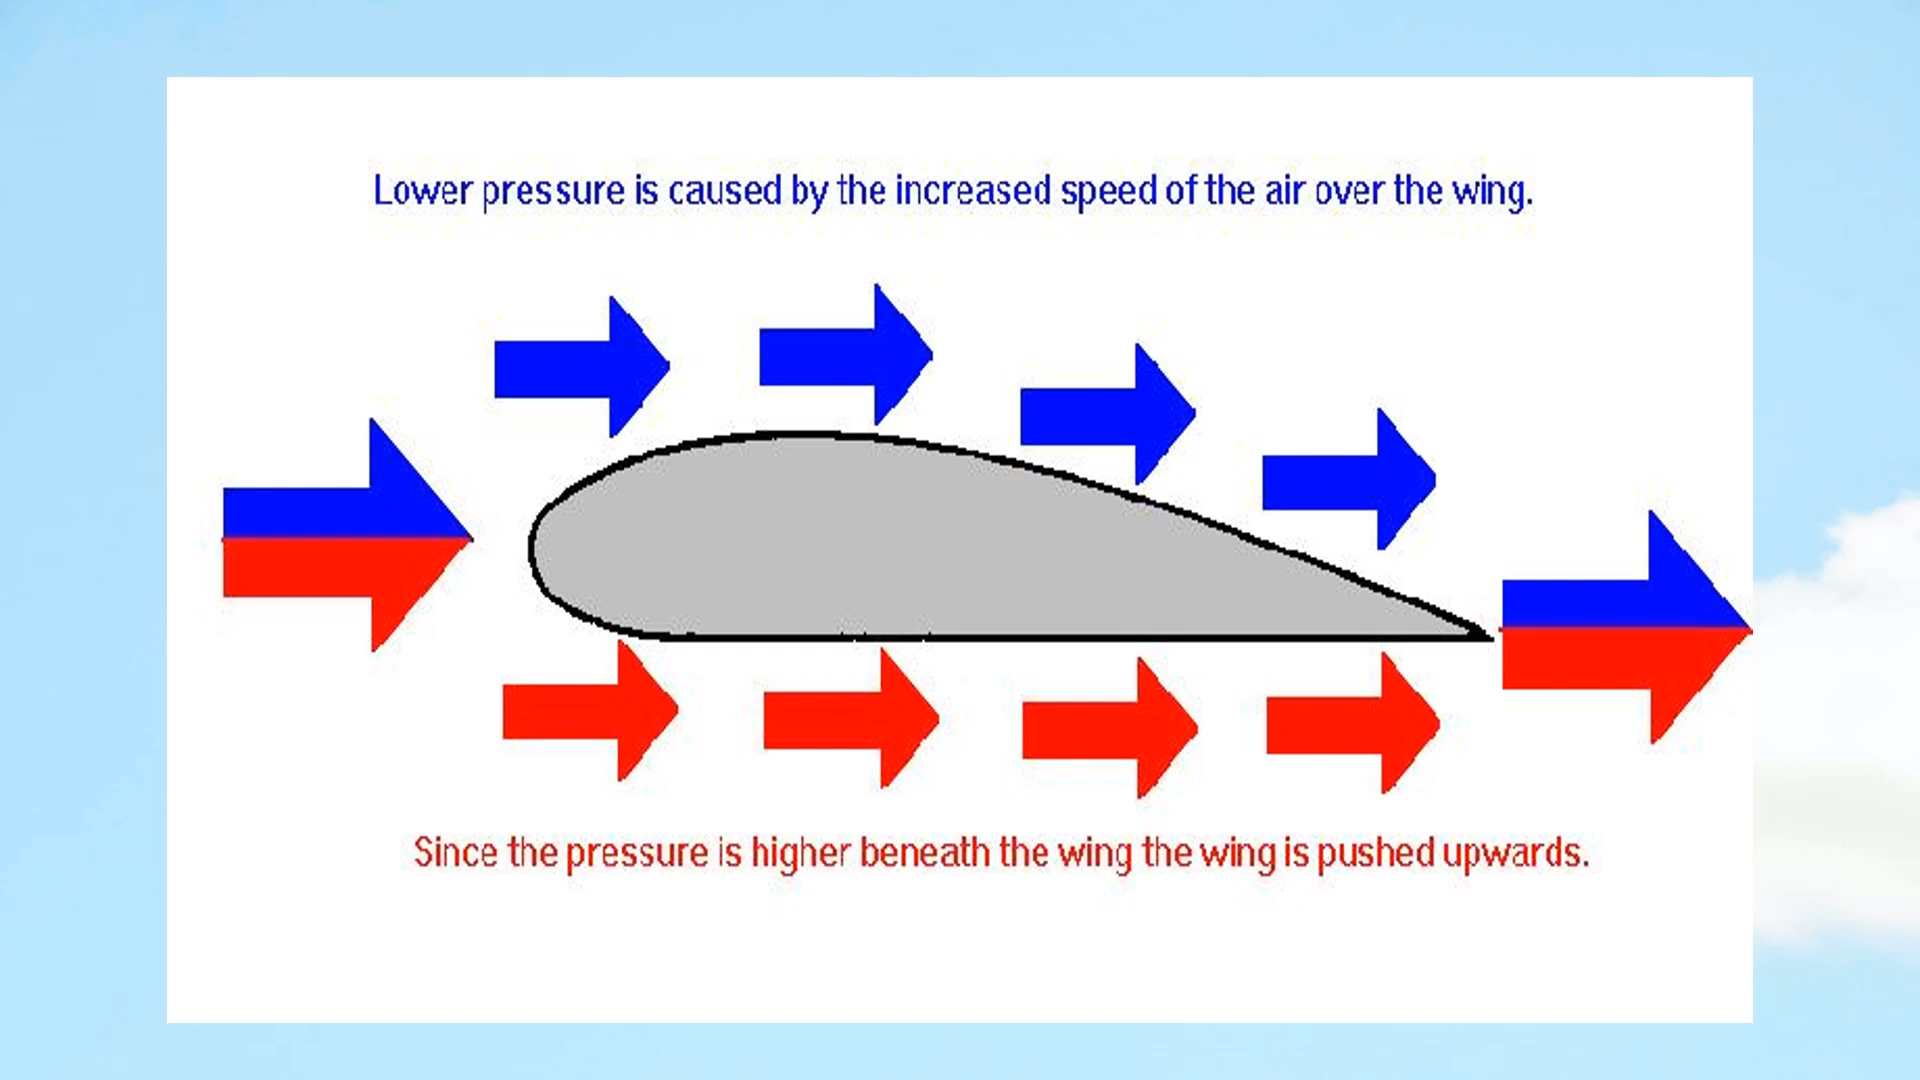 Lower pressure is caused by the increased speed of the air over the wing.
Since the pressure is higher beneath the wing the wing is pushed upwards.